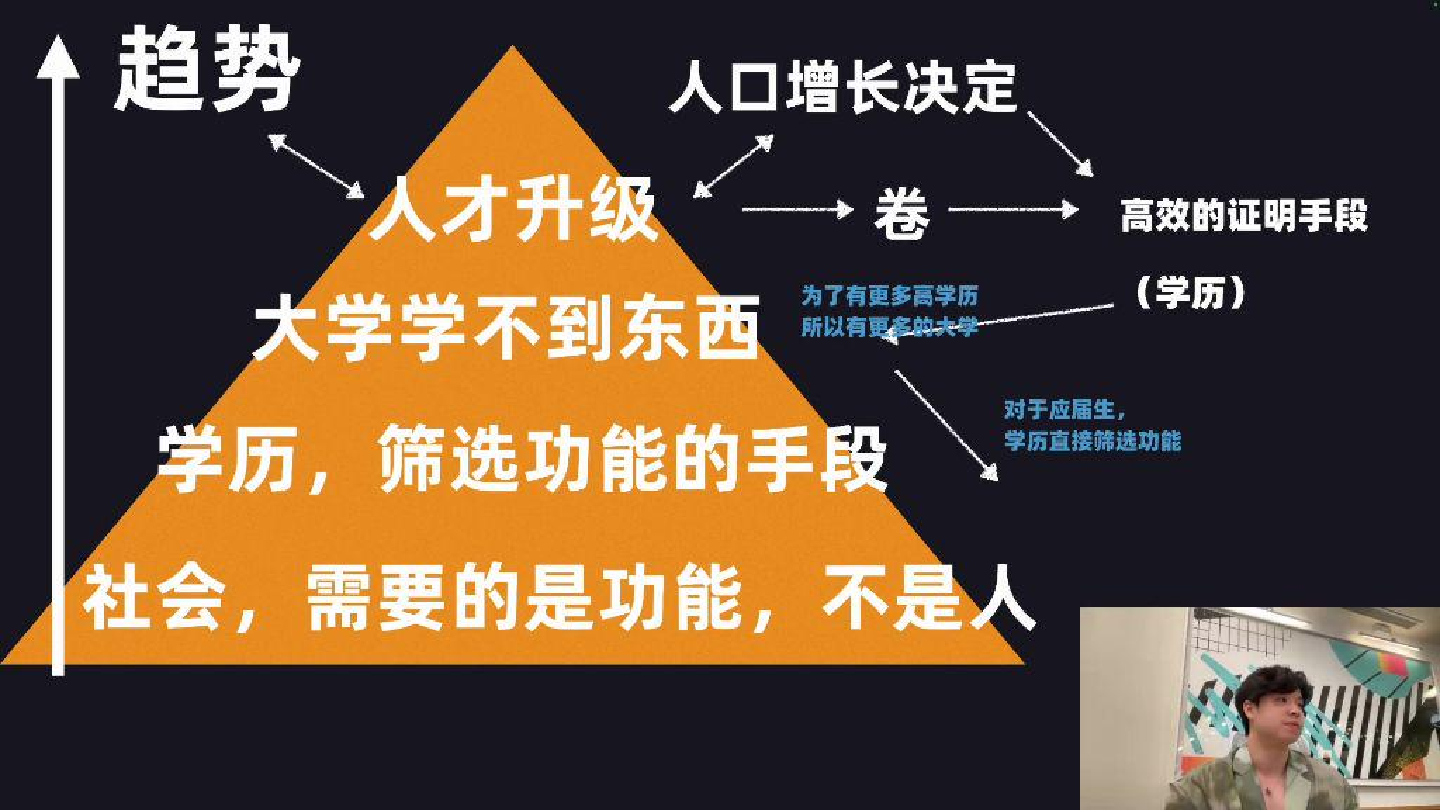 趋势
人口增长决定
人才升级
卷
高效的证明手段
（学历）
为了有更多高学历
所以有更多的大学
大学学不到东西
对于应届生，
学历直接筛选功能
学历，筛选功能的手段
社会，需要的是功能，不是人